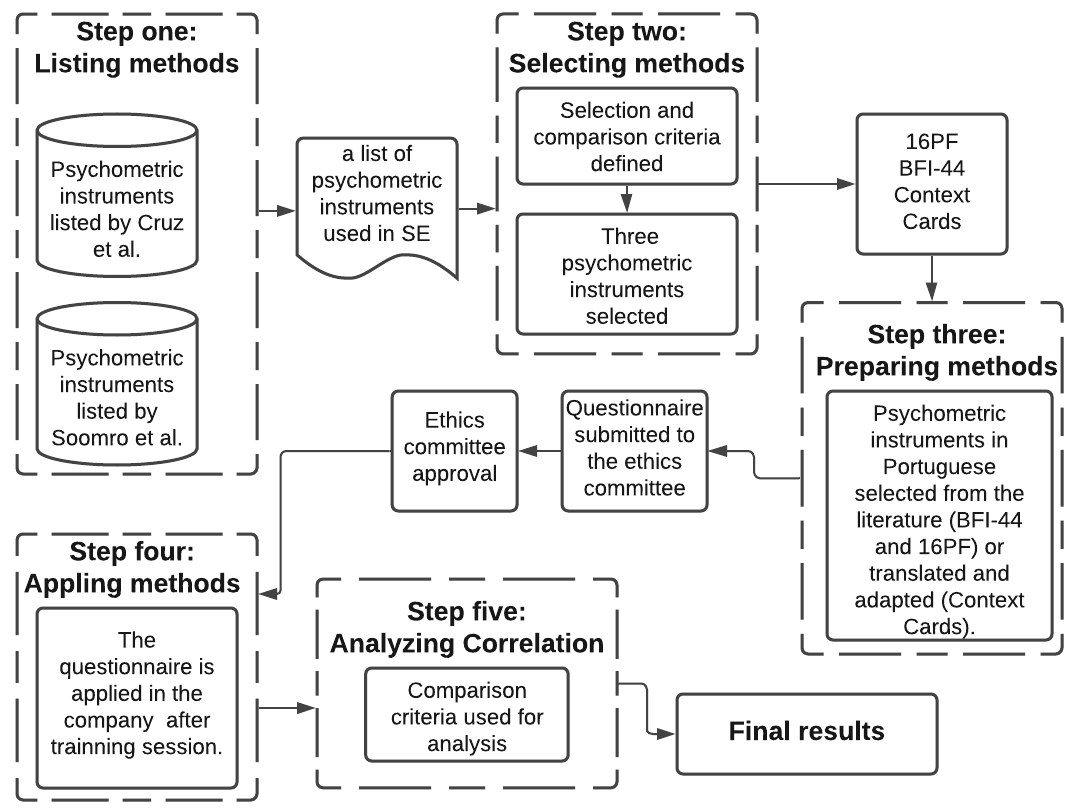 Step one:
Listing methods
Psychometric
instruments
listed by Cruz
et al.
Psychometric
instruments
listed by
Soomro et al.
a list of
psychometric
instruments
used in SE
Step two:
Selecting methods
Selection and
comparison criteria
defined
Three
psychometric
instruments
selected
16PF
BFI-44
Context
Cards
Step three:
Preparing methods
Psychometric
instruments in
Portuguese
selected from the
literature (BFI-44
and 16PF) or
translated and
adapted (Context
Cards).
Questionnaire
submitted to
the ethics
committee
Ethics
committee
approval
Step four:
Appling methods
The
questionnaire is
applied in the
company  after
trainning session.
Step five:
Analyzing Correlation
Comparison
criteria used for
analysis
Final results